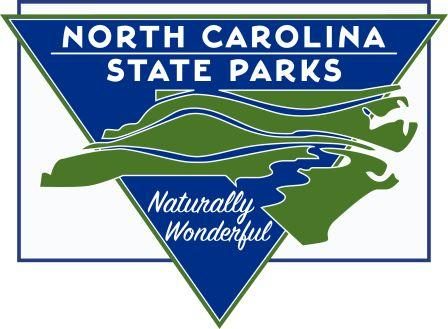 NORTH CAROLINA
STATE PARKS
Naturally
Wonderful